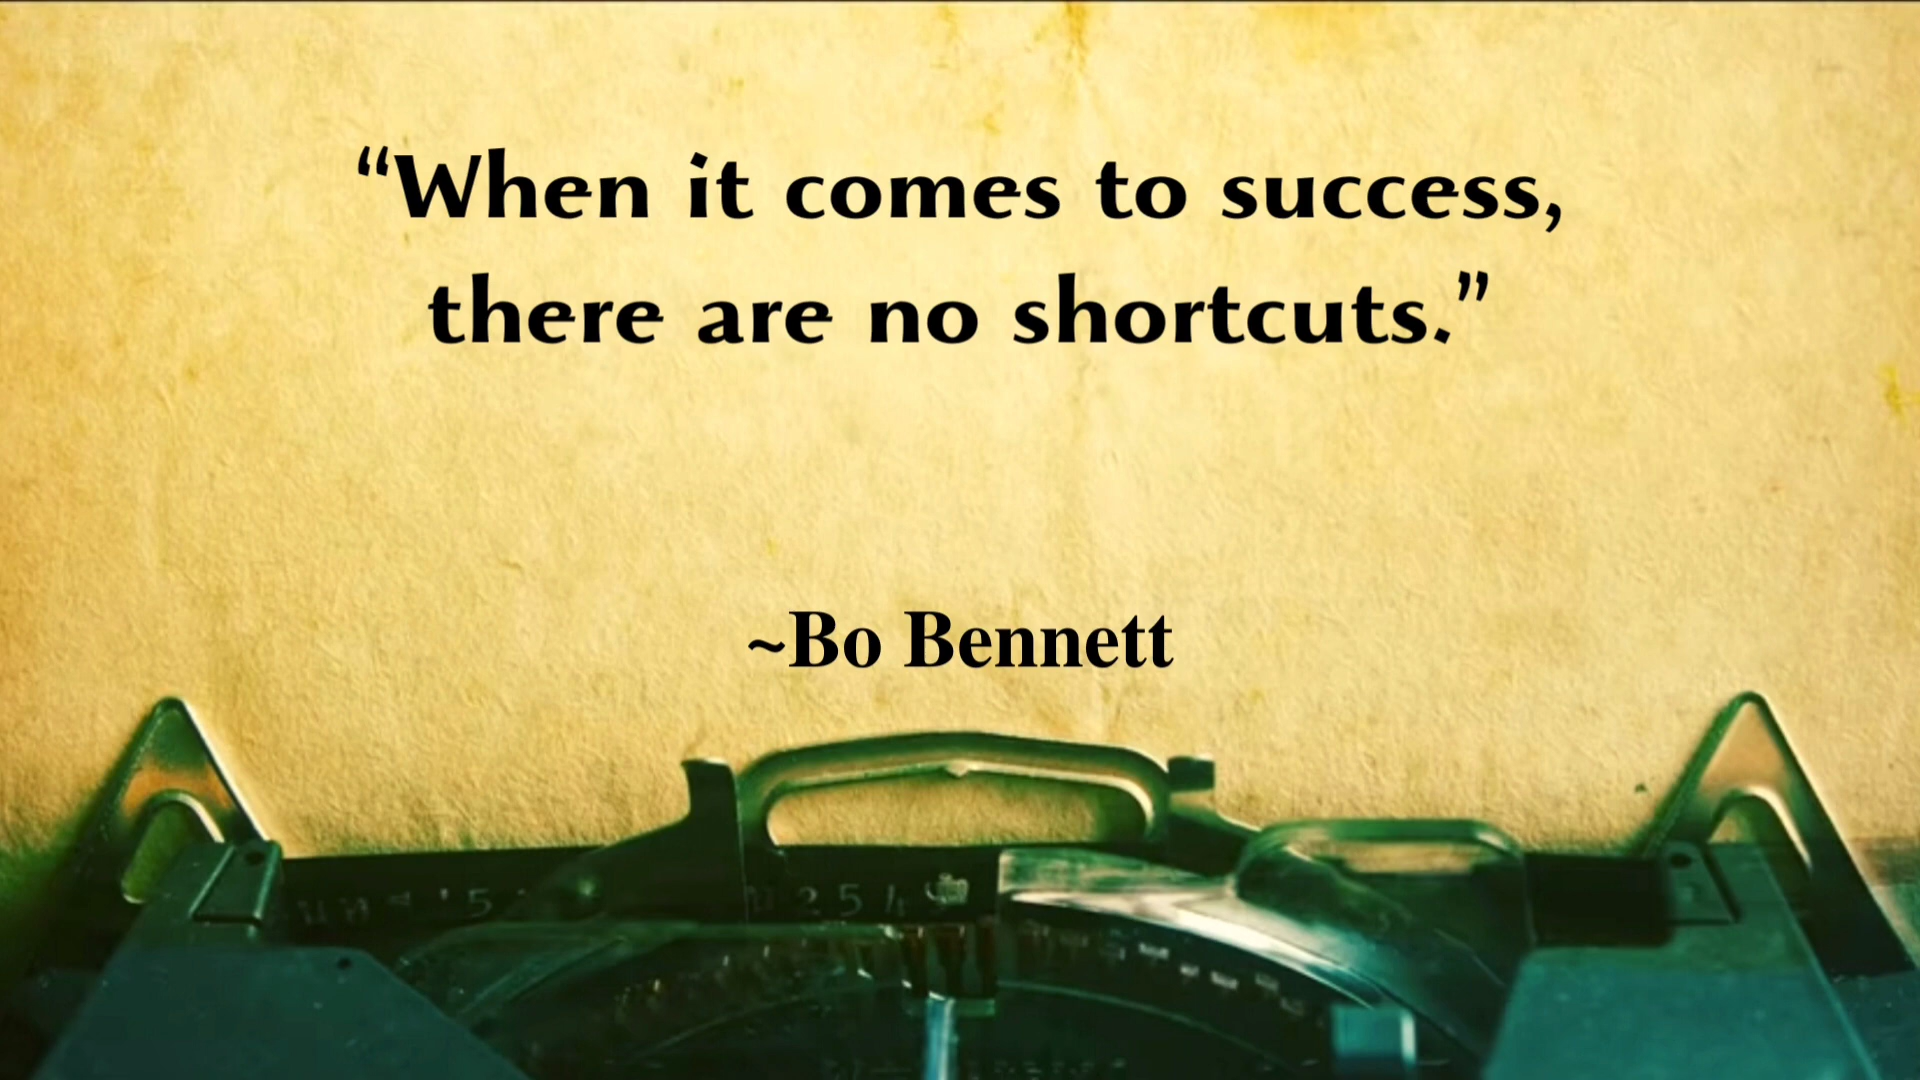 “When it comes to success,
there are no shortcuts.”
~Bo Bennett